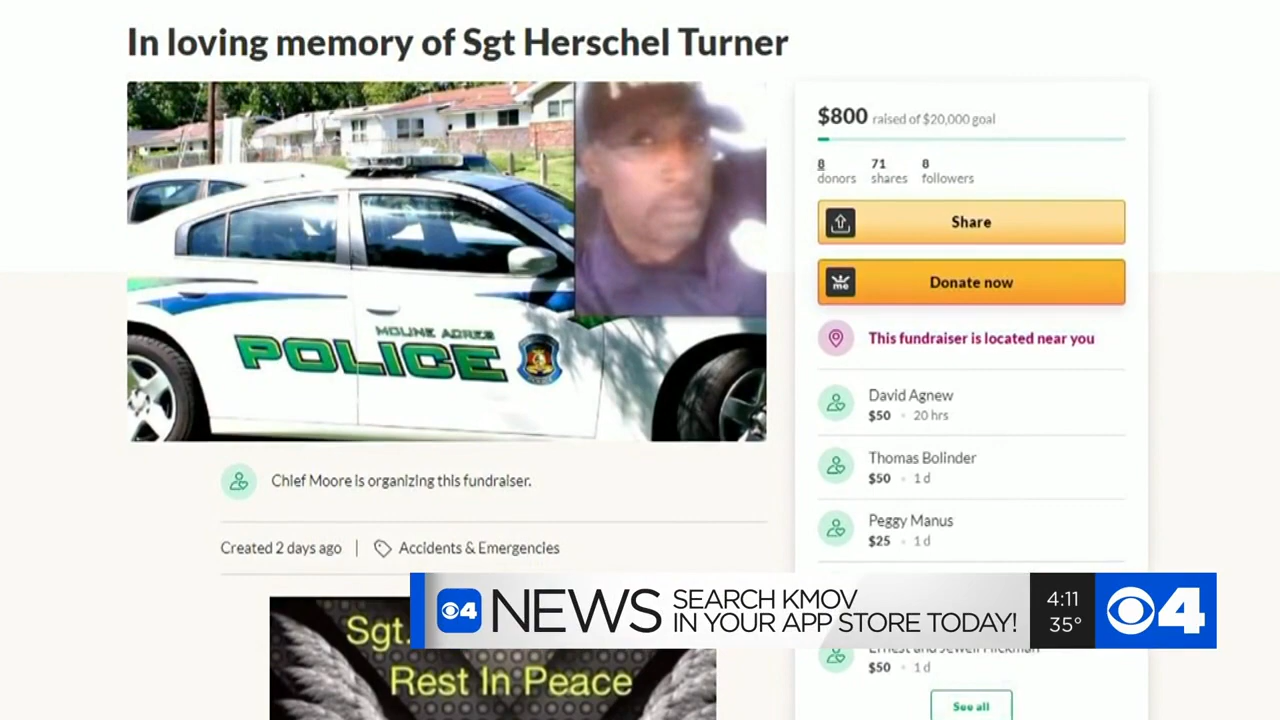 In loving memory of Sgt Herschel Turner
MOLINE ACRES
POLICE
$800 raised of $20,000 goal
8 71 8
donors shares followers
Share
me Donate now
This fundraiser is located near you
David Agnew
$50 • 20 hrs
Thomas Bolinder
$50 • 1 d
Peggy Manus
$25 • 1 d
$50 • 1 d
See all
Chief Moore is organizing this fundraiser.
Created 2 days ago | Accidents & Emergencies
Sgt.
Rest In Peace
4 NEWS SEARCH KMOV
IN YOUR APP STORE TODAY!
4:11
35°
4